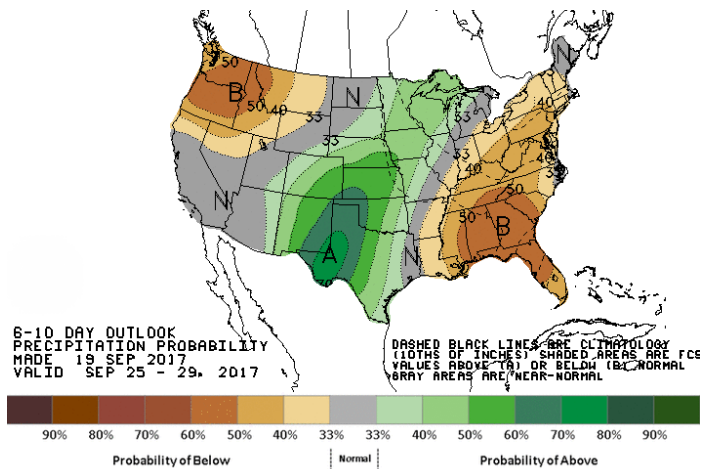 50
B
50
40
33
N
33
33
33
40
40
40
33
N
50
50
B
N
A
N
N
6-10 DAY OUTLOOK
PRECIPITATION PROBABILITY
MADE 19 SEP 2017
VALID SEP 25 - 29, 2017
DASHED BLACK LINES ARE CLIMATOLOGY
(10THS OF INCHES) SHADED AREAS ARE FCS
VALUES ABOVE (A) OR BELOW (B) NORMAL
GRAY AREAS ARE NEAR-NORMAL
90% 80% 70% 60% 50% 40% 33% 33% 40% 50% 60% 70% 80% 90%
Probability of Below Normal Probability of Above